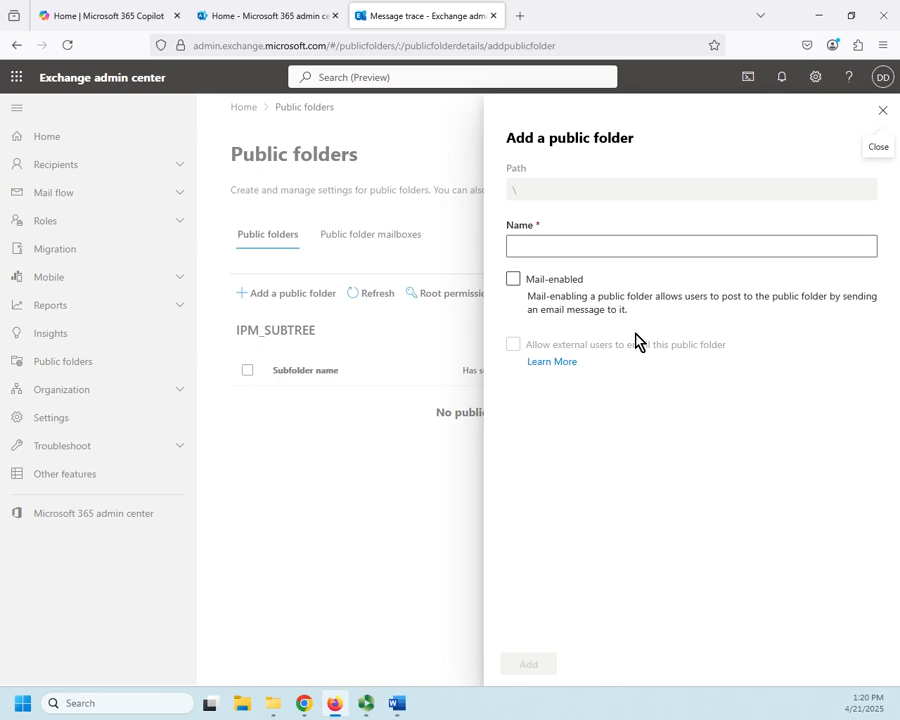 Home | Microsoft 365 Copilot
Home - Microsoft 365 admin ce
Message trace - Exchange admin
admin.exchange.microsoft.com/#/publicfolders/:/publicfolderdetails/addpublicfolder
Exchange admin center
Search (Preview)
DD
Home
Recipients
Mail flow
Roles
Migration
Mobile
Reports
Insights
Public folders
Organization
Settings
Troubleshoot
Other features
Microsoft 365 admin center
Home > Public folders
Public folders
Create and manage settings for public folders. You can also
Public folders
Public folder mailboxes
Add a public folder
Refresh
Root permissio
IPM_SUBTREE
Subfolder name
Has s
No public
Close
Add a public folder
Path
\
Name *
Mail-enabled
Mail-enabling a public folder allows users to post to the public folder by sending
an email message to it.
Allow external users to em this public folder
Learn More
Add
Search
1:20 PM
4/21/2025